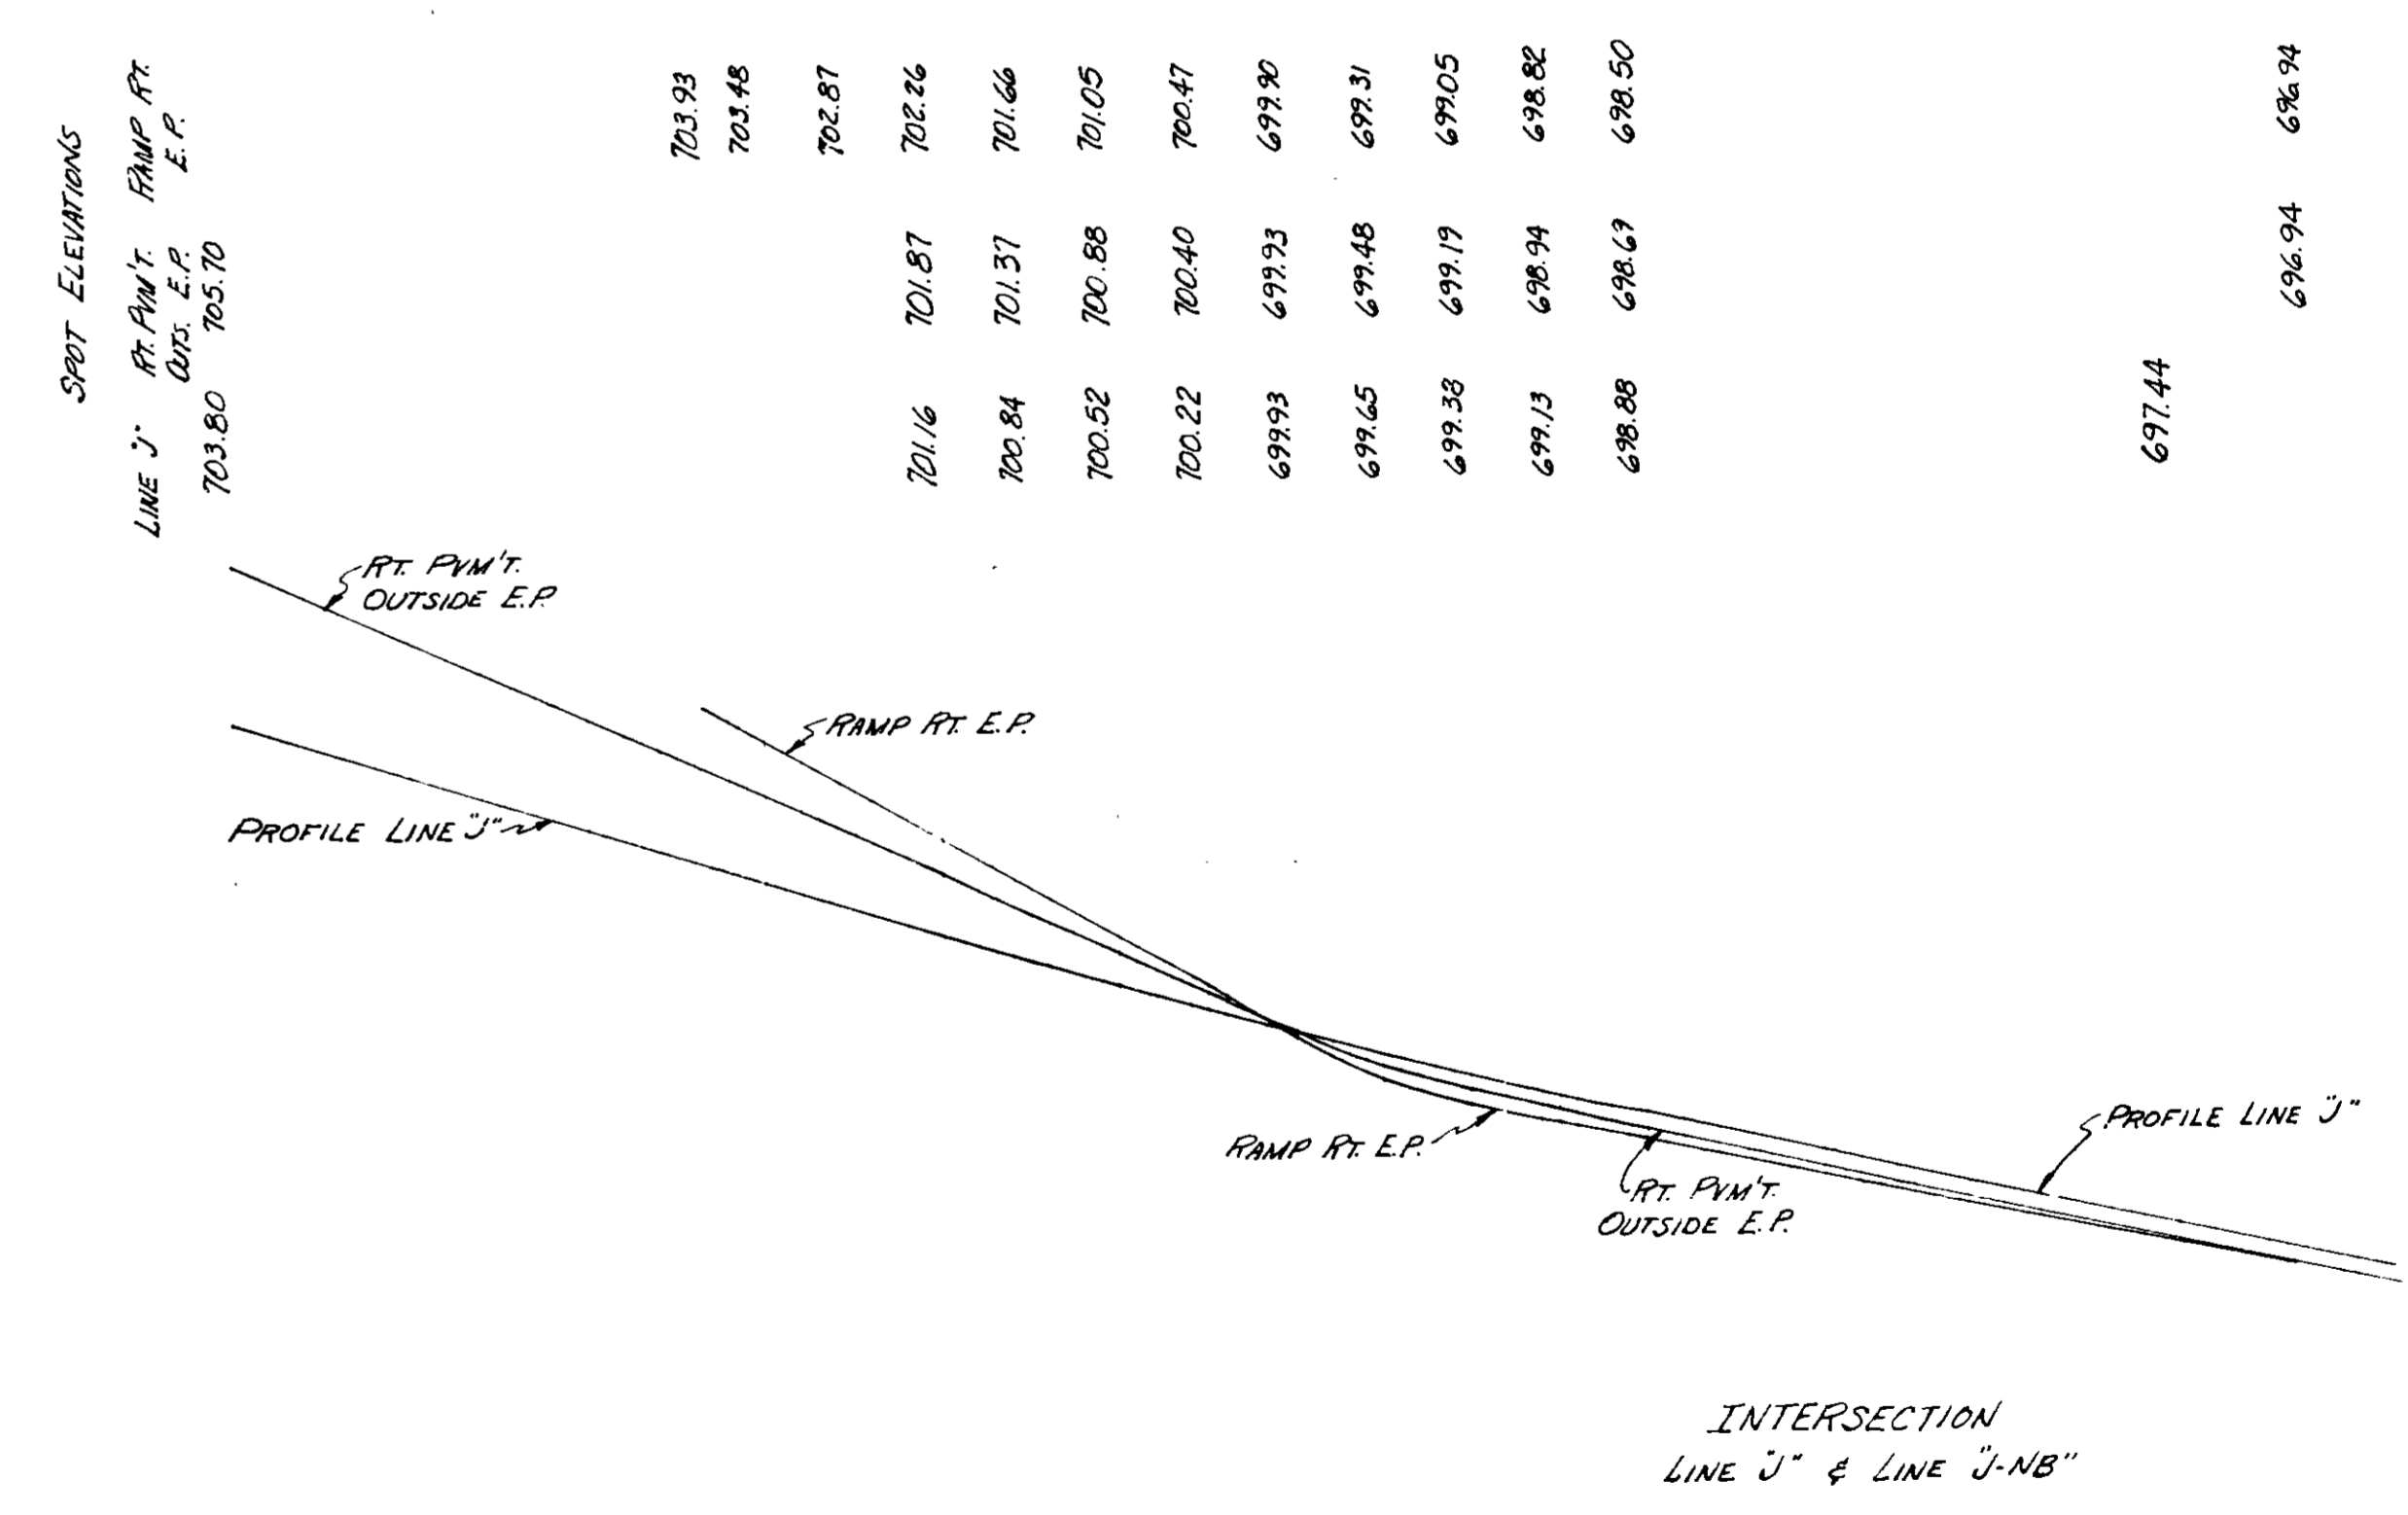 SPOT ELEVATIONS
LINE "J" RT. PVM'T. RAMP RT.
OUTS. E.P. E.P.
703.80 705.70
703.93
703.48
702.87
701.16 701.87 702.26
700.84 701.37 701.66
700.52 700.88 701.05
700.22 700.40 700.47
699.93 699.93 699.90
699.65 699.48 699.31
699.38 699.19 699.05
699.13 698.94 698.82
698.88 698.69 698.50
697.44
696.94 696.94
RT. PVM'T.
OUTSIDE E.P.
RAMP RT. E.P.
PROFILE LINE "J"
PROFILE LINE "J"
RAMP RT. E.P.
RT. PVM'T.
OUTSIDE E.P.
INTERSECTION
LINE "J" & LINE "J-NB"